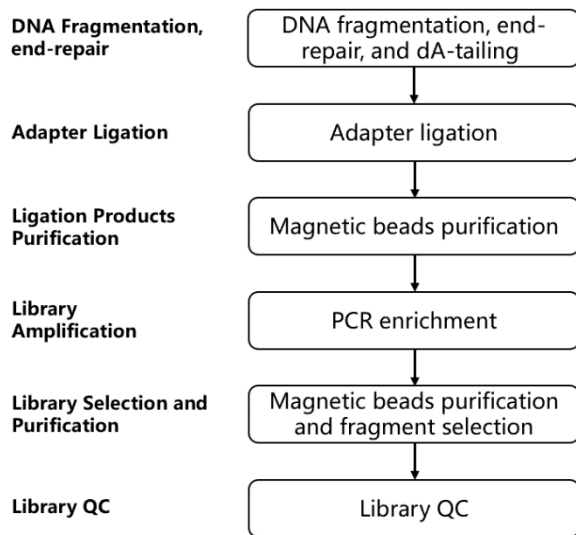 DNA Fragmentation,
end-repair
DNA fragmentation, end-
repair, and dA-tailing
Adapter Ligation
Adapter ligation
Ligation Products
Purification
Magnetic beads purification
Library
Amplification
PCR enrichment
Library Selection and
Purification
Magnetic beads purification
and fragment selection
Library QC
Library QC